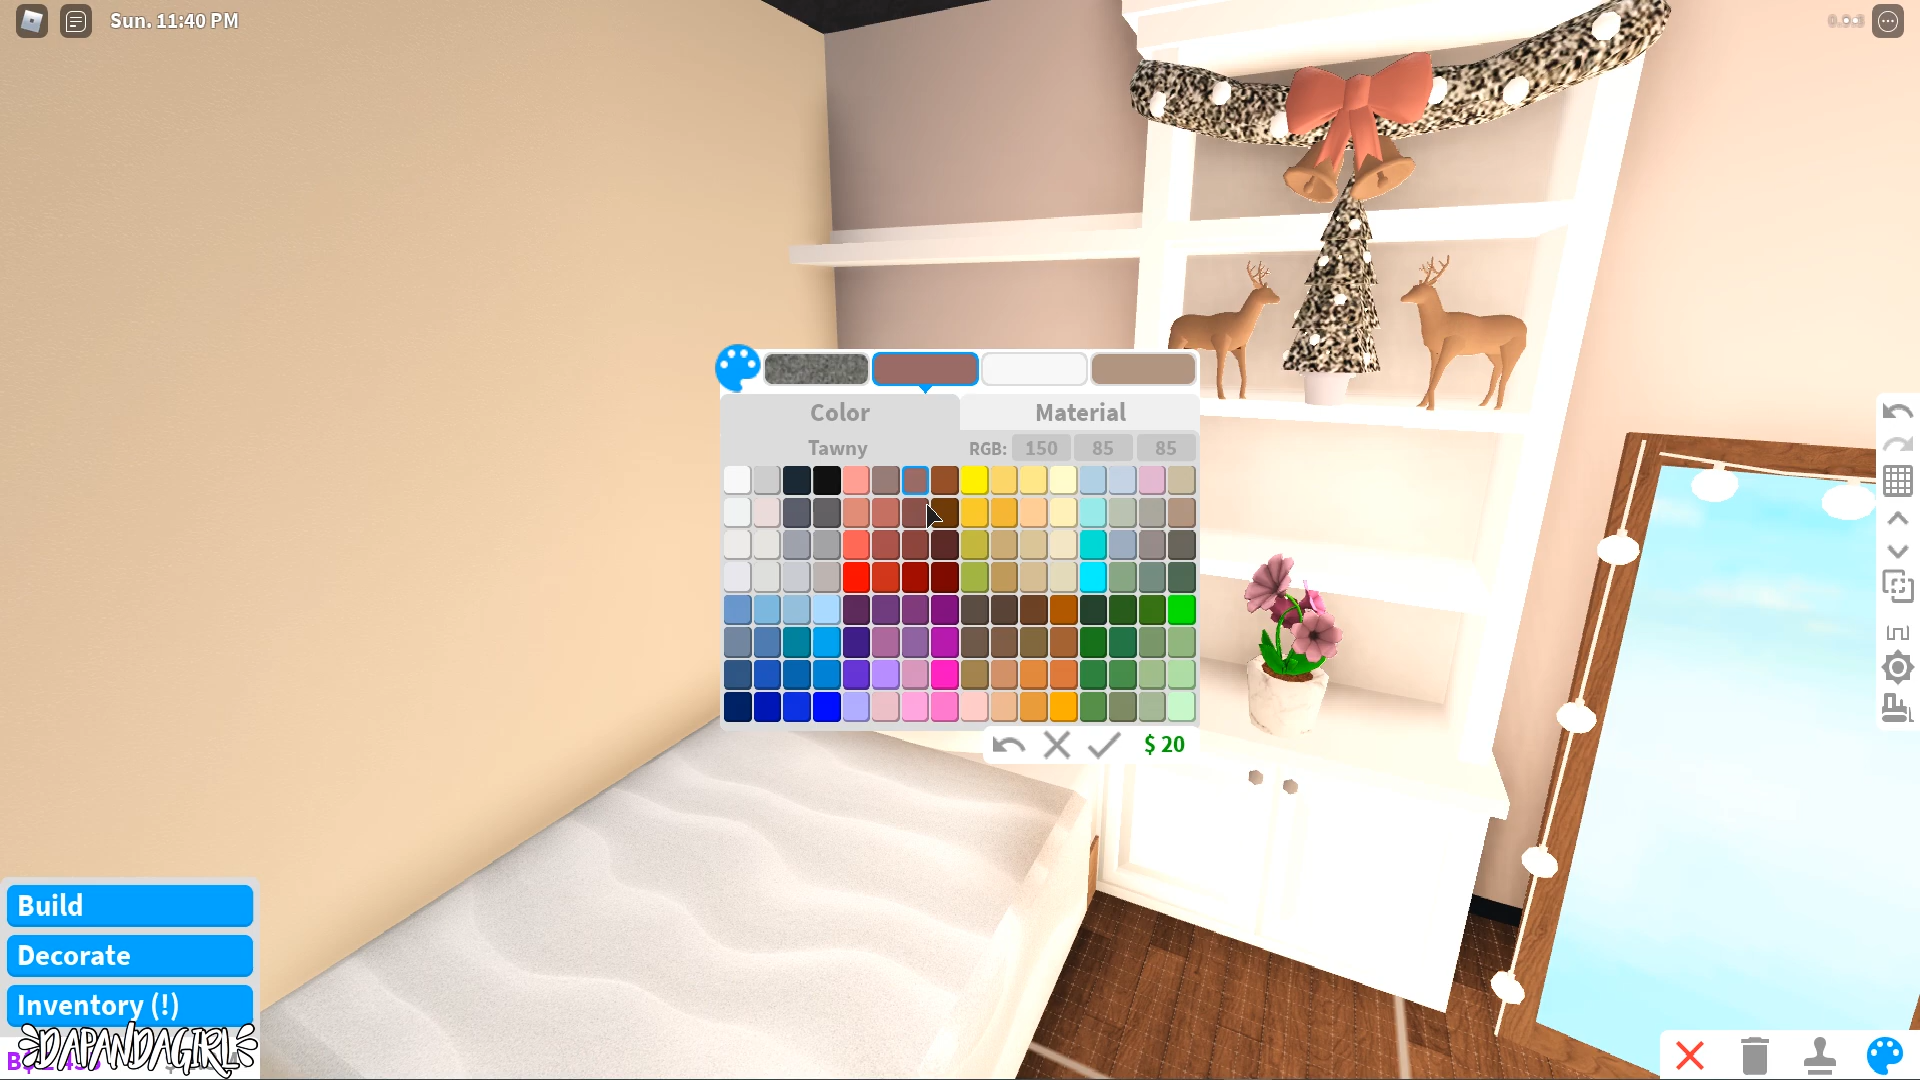 Sun. 11:40 PM
Color
Material
Tawny
RGB: 150 85 85
$ 20
Build
Decorate
Inventory (!)
DAPANDAGIRL